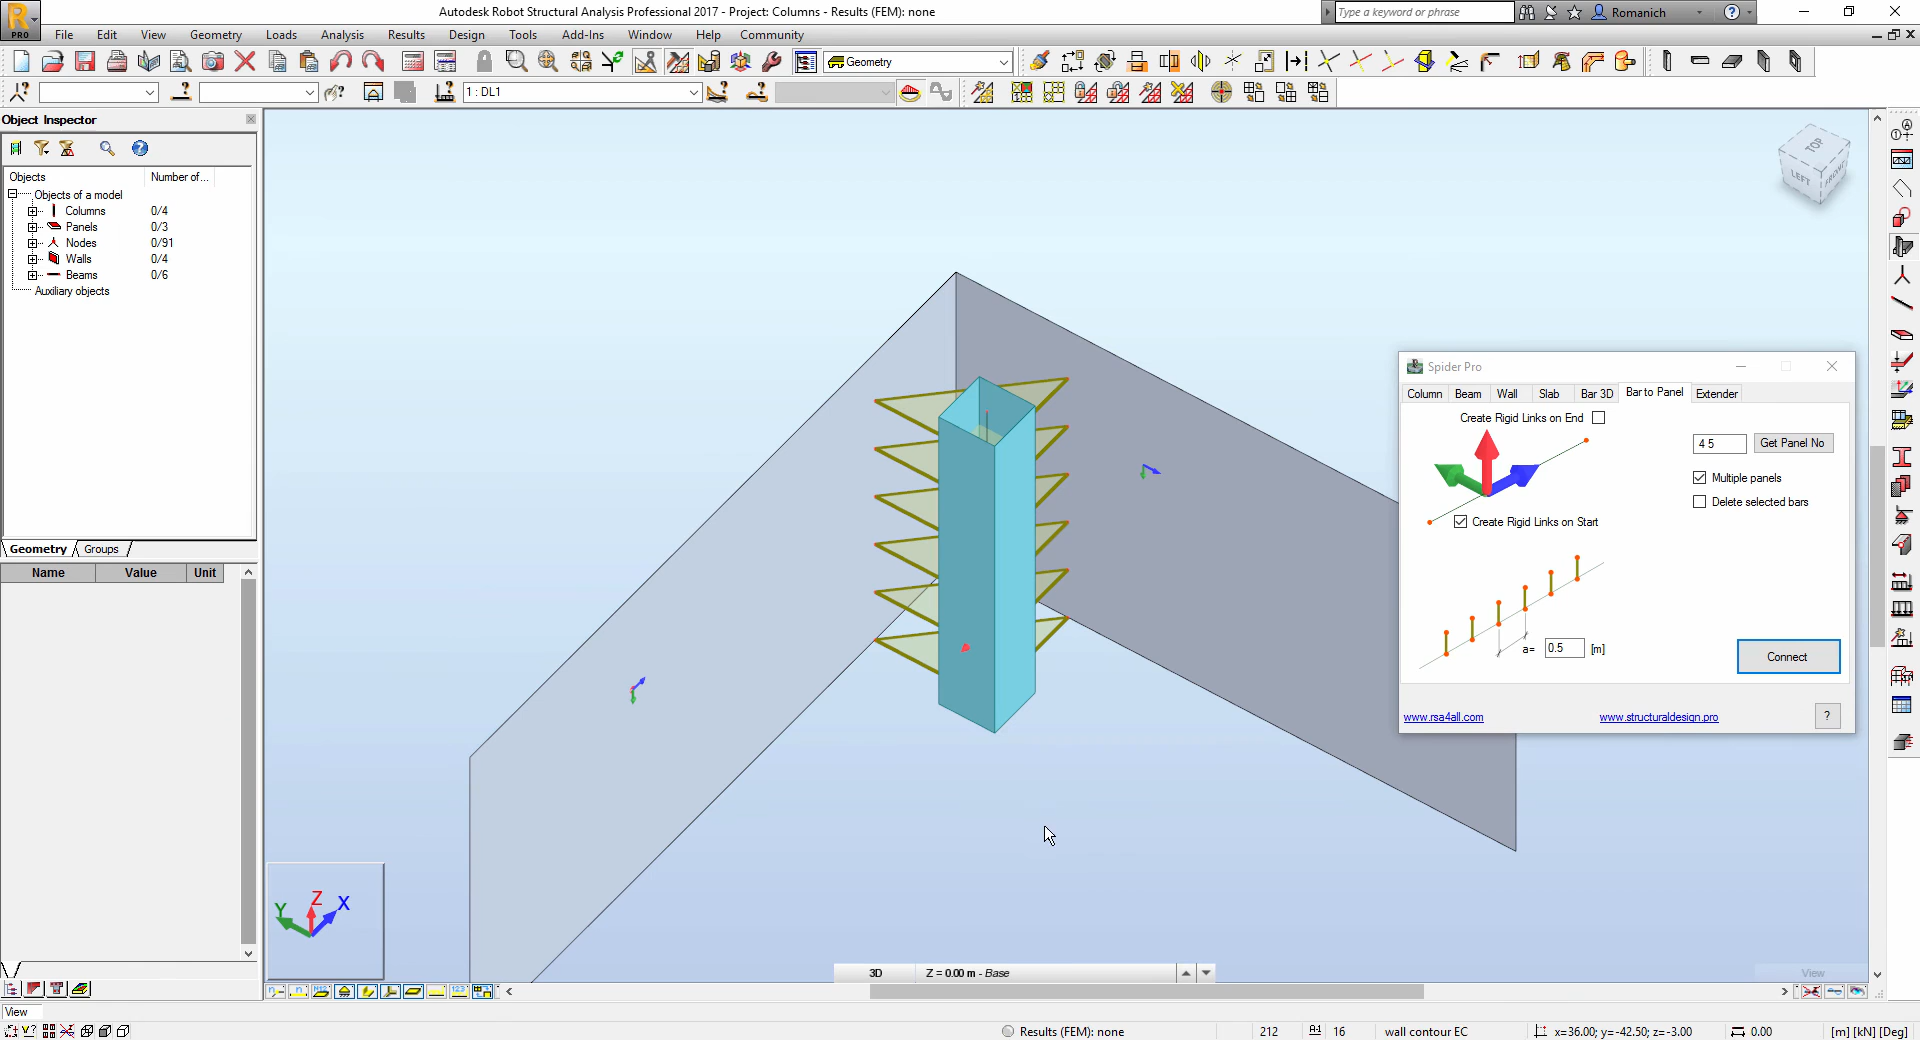 PRO
Autodesk Robot Structural Analysis Professional 2017 - Project: Columns - Results (FEM): none
Type a keyword or phrase
Romanich
File Edit View Geometry Loads Analysis Results Design Tools Add-Ins Window Help Community
Geometry
1 : DL1
Object Inspector
Objects Number of...
Objects of a model
Columns 0/4
Panels 0/3
Nodes 0/91
Walls 0/4
Beams 0/6
Auxiliary objects
Geometry Groups
Name Value Unit
TOP
LEFT FRONT
Spider Pro
Column Beam Wall Slab Bar 3D Bar to Panel Extender
Create Rigid Links on End
4 5 Get Panel No
Multiple panels
Delete selected bars
Create Rigid Links on Start
a= 0.5 [m]
Connect
www.rsa4all.com www.structuraldesign.pro ?
Z
Y X
3D Z = 0.00 m - Base
View
View
Results (FEM): none 212 16 wall contour EC x=36.00; y=-42.50; z=-3.00 0.00 [m] [kN] [Deg]